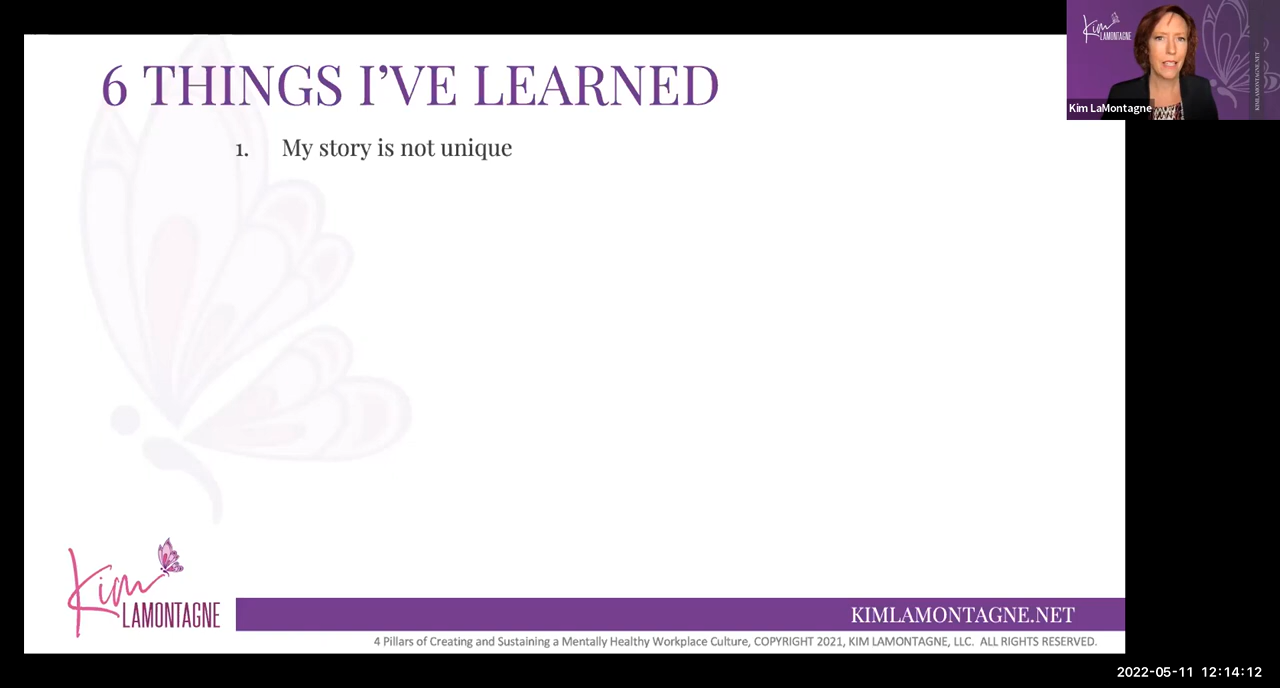 6 THINGS I'VE LEARNED
1. My story is not unique
Kim
LAMONTAGNE
KIMLAMONTAGNE.NET
Kim LaMontagne
Kim
LAMONTAGNE
KIMLAMONTAGNE.NET
4 Pillars of Creating and Sustaining a Mentally Healthy Workplace Culture, COPYRIGHT 2021, KIM LAMONTAGNE, LLC. ALL RIGHTS RESERVED.
2022-05-11 12:14:12